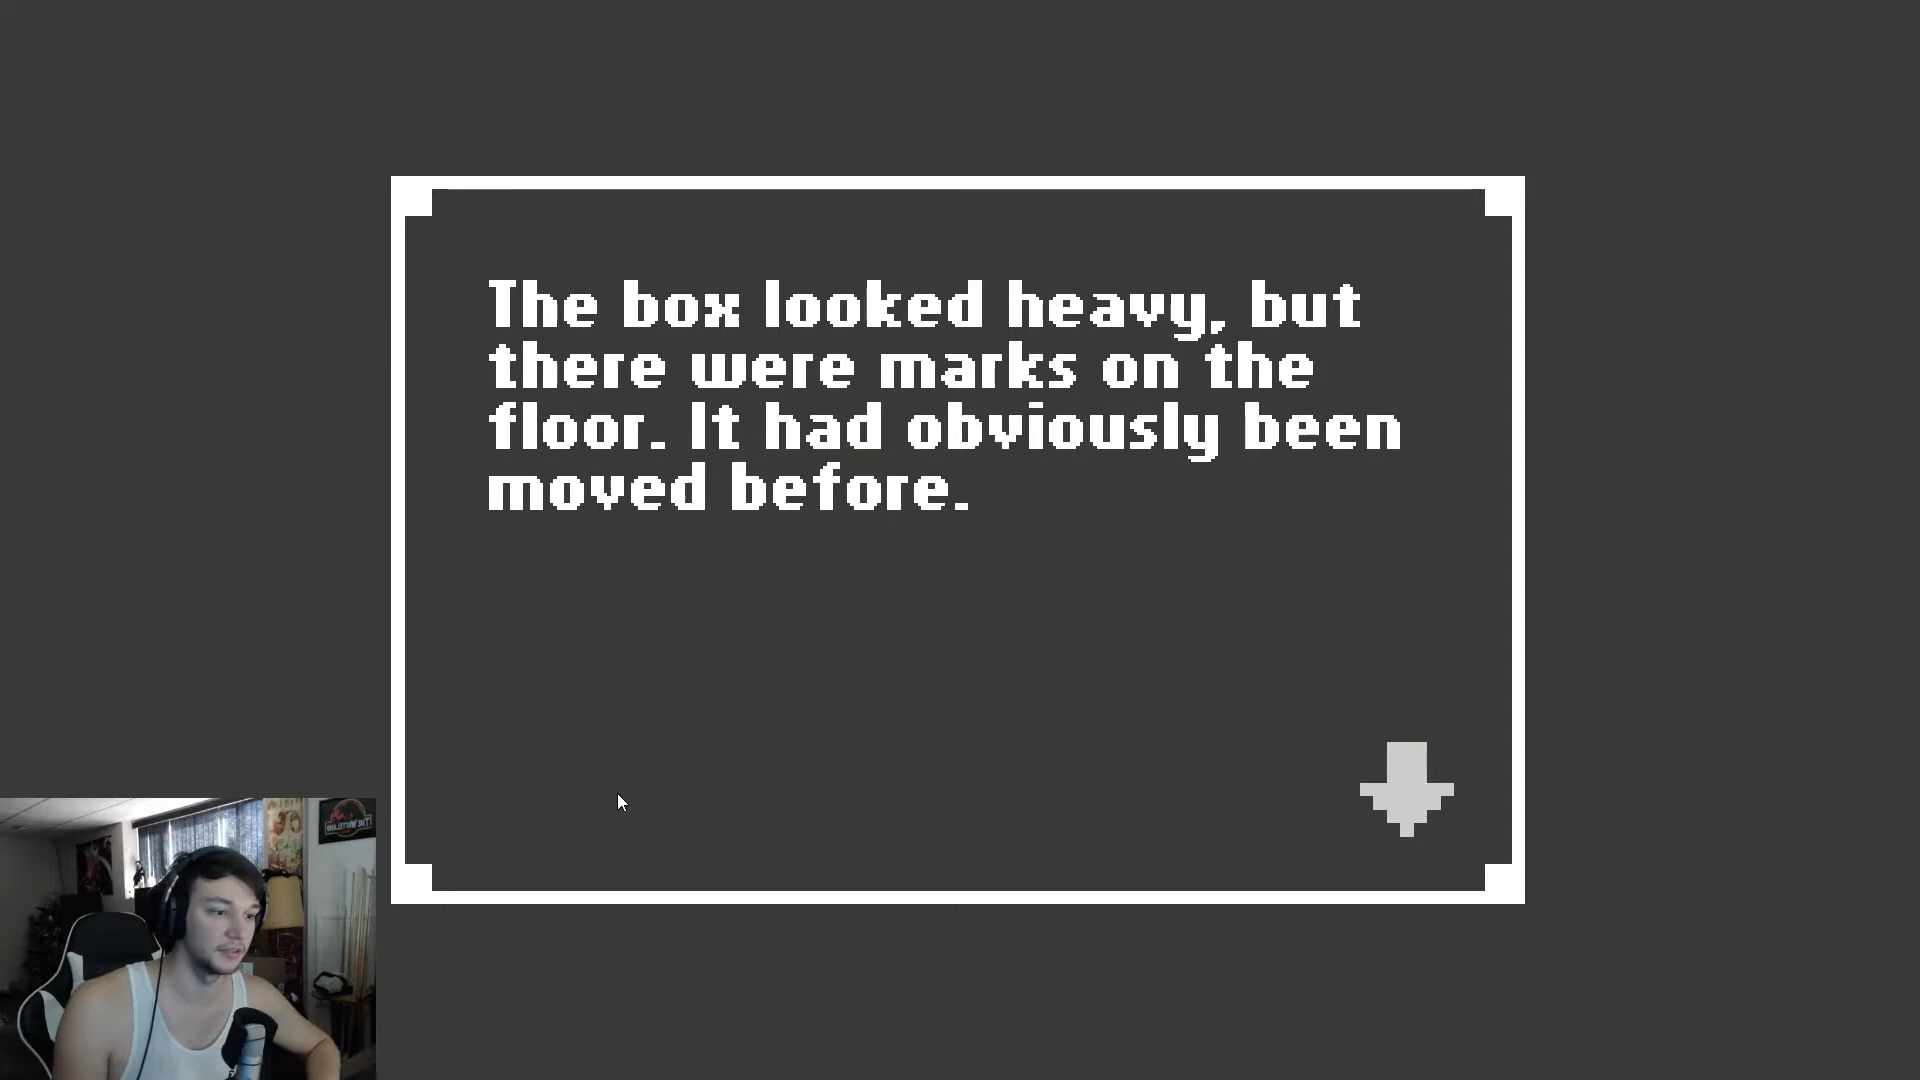 The box looked heavy, but
there were marks on the
floor. It had obviously been
moved before.